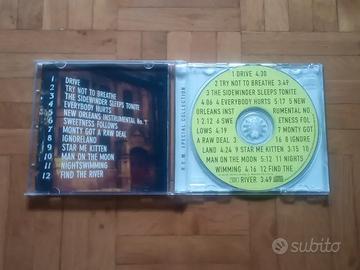 1 DRIVE
2 TRY NOT TO BREATHE
3 THE SIDEWINDER SLEEPS TONITE
4 EVERYBODY HURTS
5 NEW ORLEANS INSTRUMENTAL No. 1
6 SWEETNESS FOLLOWS
7 MONTY GOT A RAW DEAL
8 IGNORELAND
9 STAR ME KITTEN
10 MAN ON THE MOON
11 NIGHTSWIMMING
12 FIND THE RIVER
R.E.M. SPECIAL COLLECTION
1 DRIVE 4.30
2 TRY NOT TO BREATHE 3.49
3 THE SIDEWINDER SLEEPS TONITE
4.06 4 EVERYBODY HURTS 5.17 5 NEW
ORLEANS INST RUMENTAL NO.
1 2.12 6 SWE ETNESS FOL
LOWS 4.19 7 MONTY GOT
A RAW DEAL 3.16 8 IGNORE
LAND 4.24 9 STAR ME KITTEN 3.15 10
MAN ON THE MOON 5.12 11 NIGHTS
WIMMING 4.16 12 FIND THE
RIVER 3.49
subito